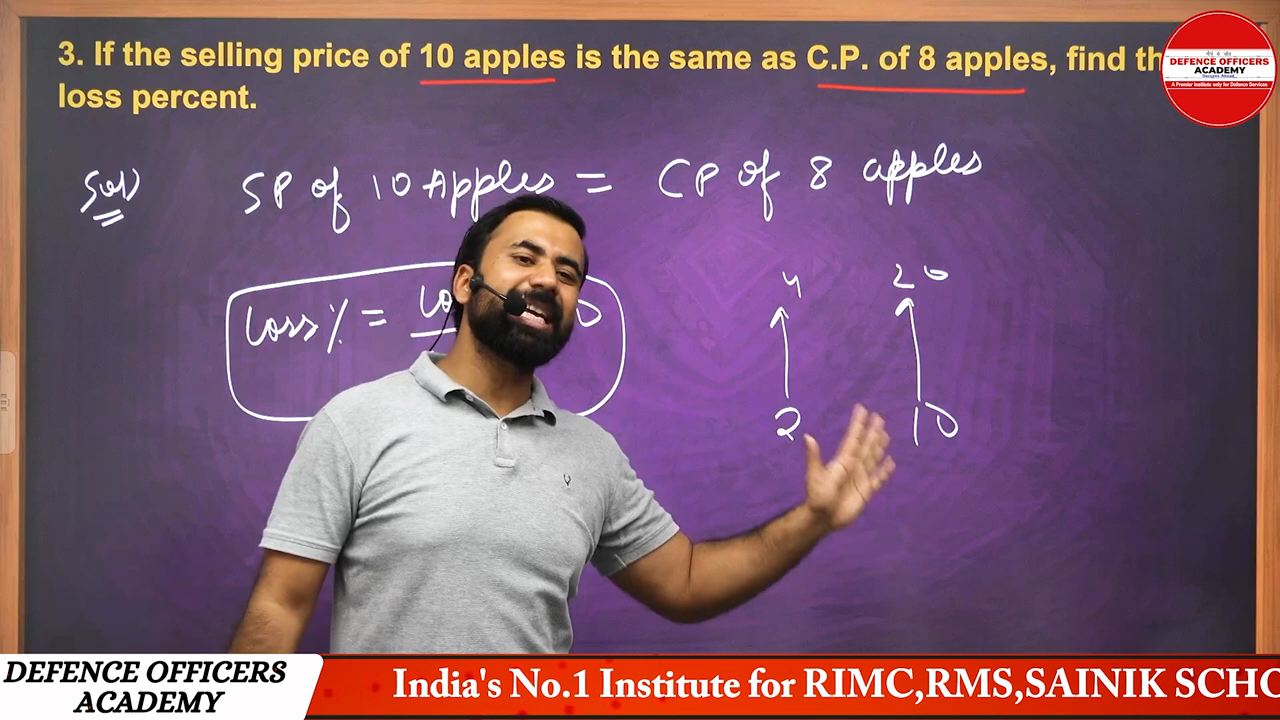 3. If the selling price of 10 apples is the same as C.P. of 8 apples, find th
loss percent.
DEFENCE OFFICERS
ACADEMY
A Premier Institute only for Defence Services
Sol)
SP of 10 Apples = CP of 8 apples
4 20
Loss % =
2 10
DEFENCE OFFICERS
ACADEMY
India's No.1 Institute for RIMC,RMS,SAINIK SCHO